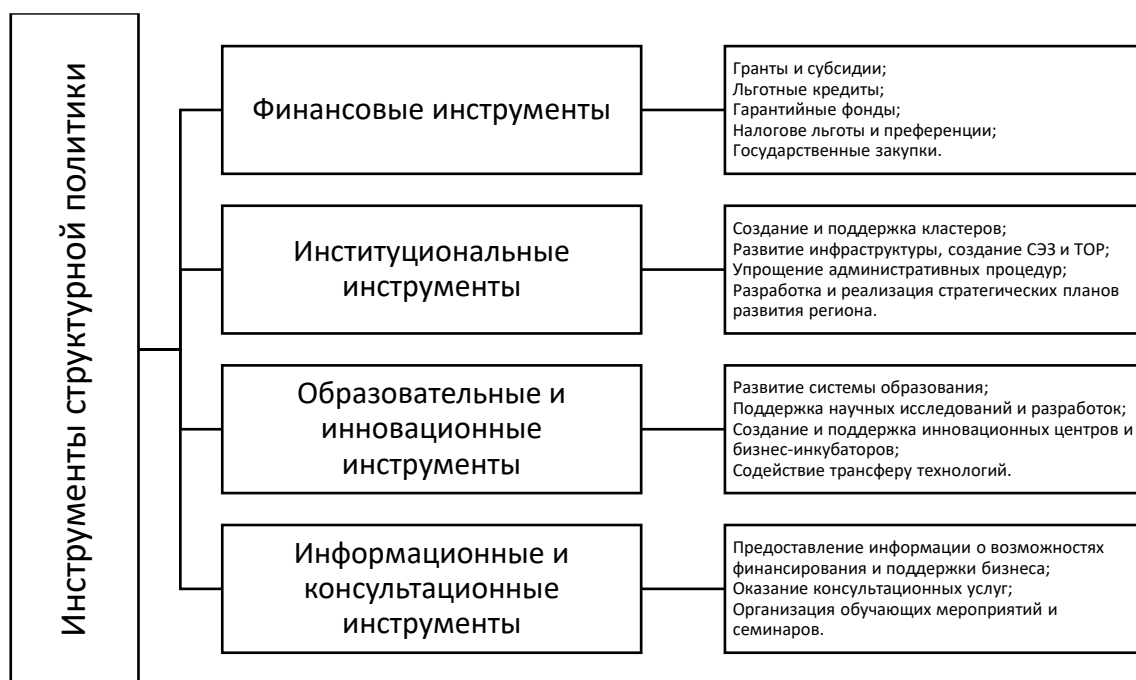 Инструменты структурной политики
Финансовые инструменты
Гранты и субсидии;
Льготные кредиты;
Гарантийные фонды;
Налогове льготы и преференции;
Государственные закупки.
Институциональные
инструменты
Создание и поддержка кластеров;
Развитие инфраструктуры, создание СЭЗ и ТОР;
Упрощение административных процедур;
Разработка и реализация стратегических планов
развития региона.
Образовательные и
инновационные
инструменты
Развитие системы образования;
Поддержка научных исследований и разработок;
Создание и поддержка инновационных центров и
бизнес-инкубаторов;
Содействие трансферу технологий.
Информационные и
консультационные
инструменты
Предоставление информации о возможностях
финансирования и поддержки бизнеса;
Оказание консультационных услуг;
Организация обучающих мероприятий и
семинаров.